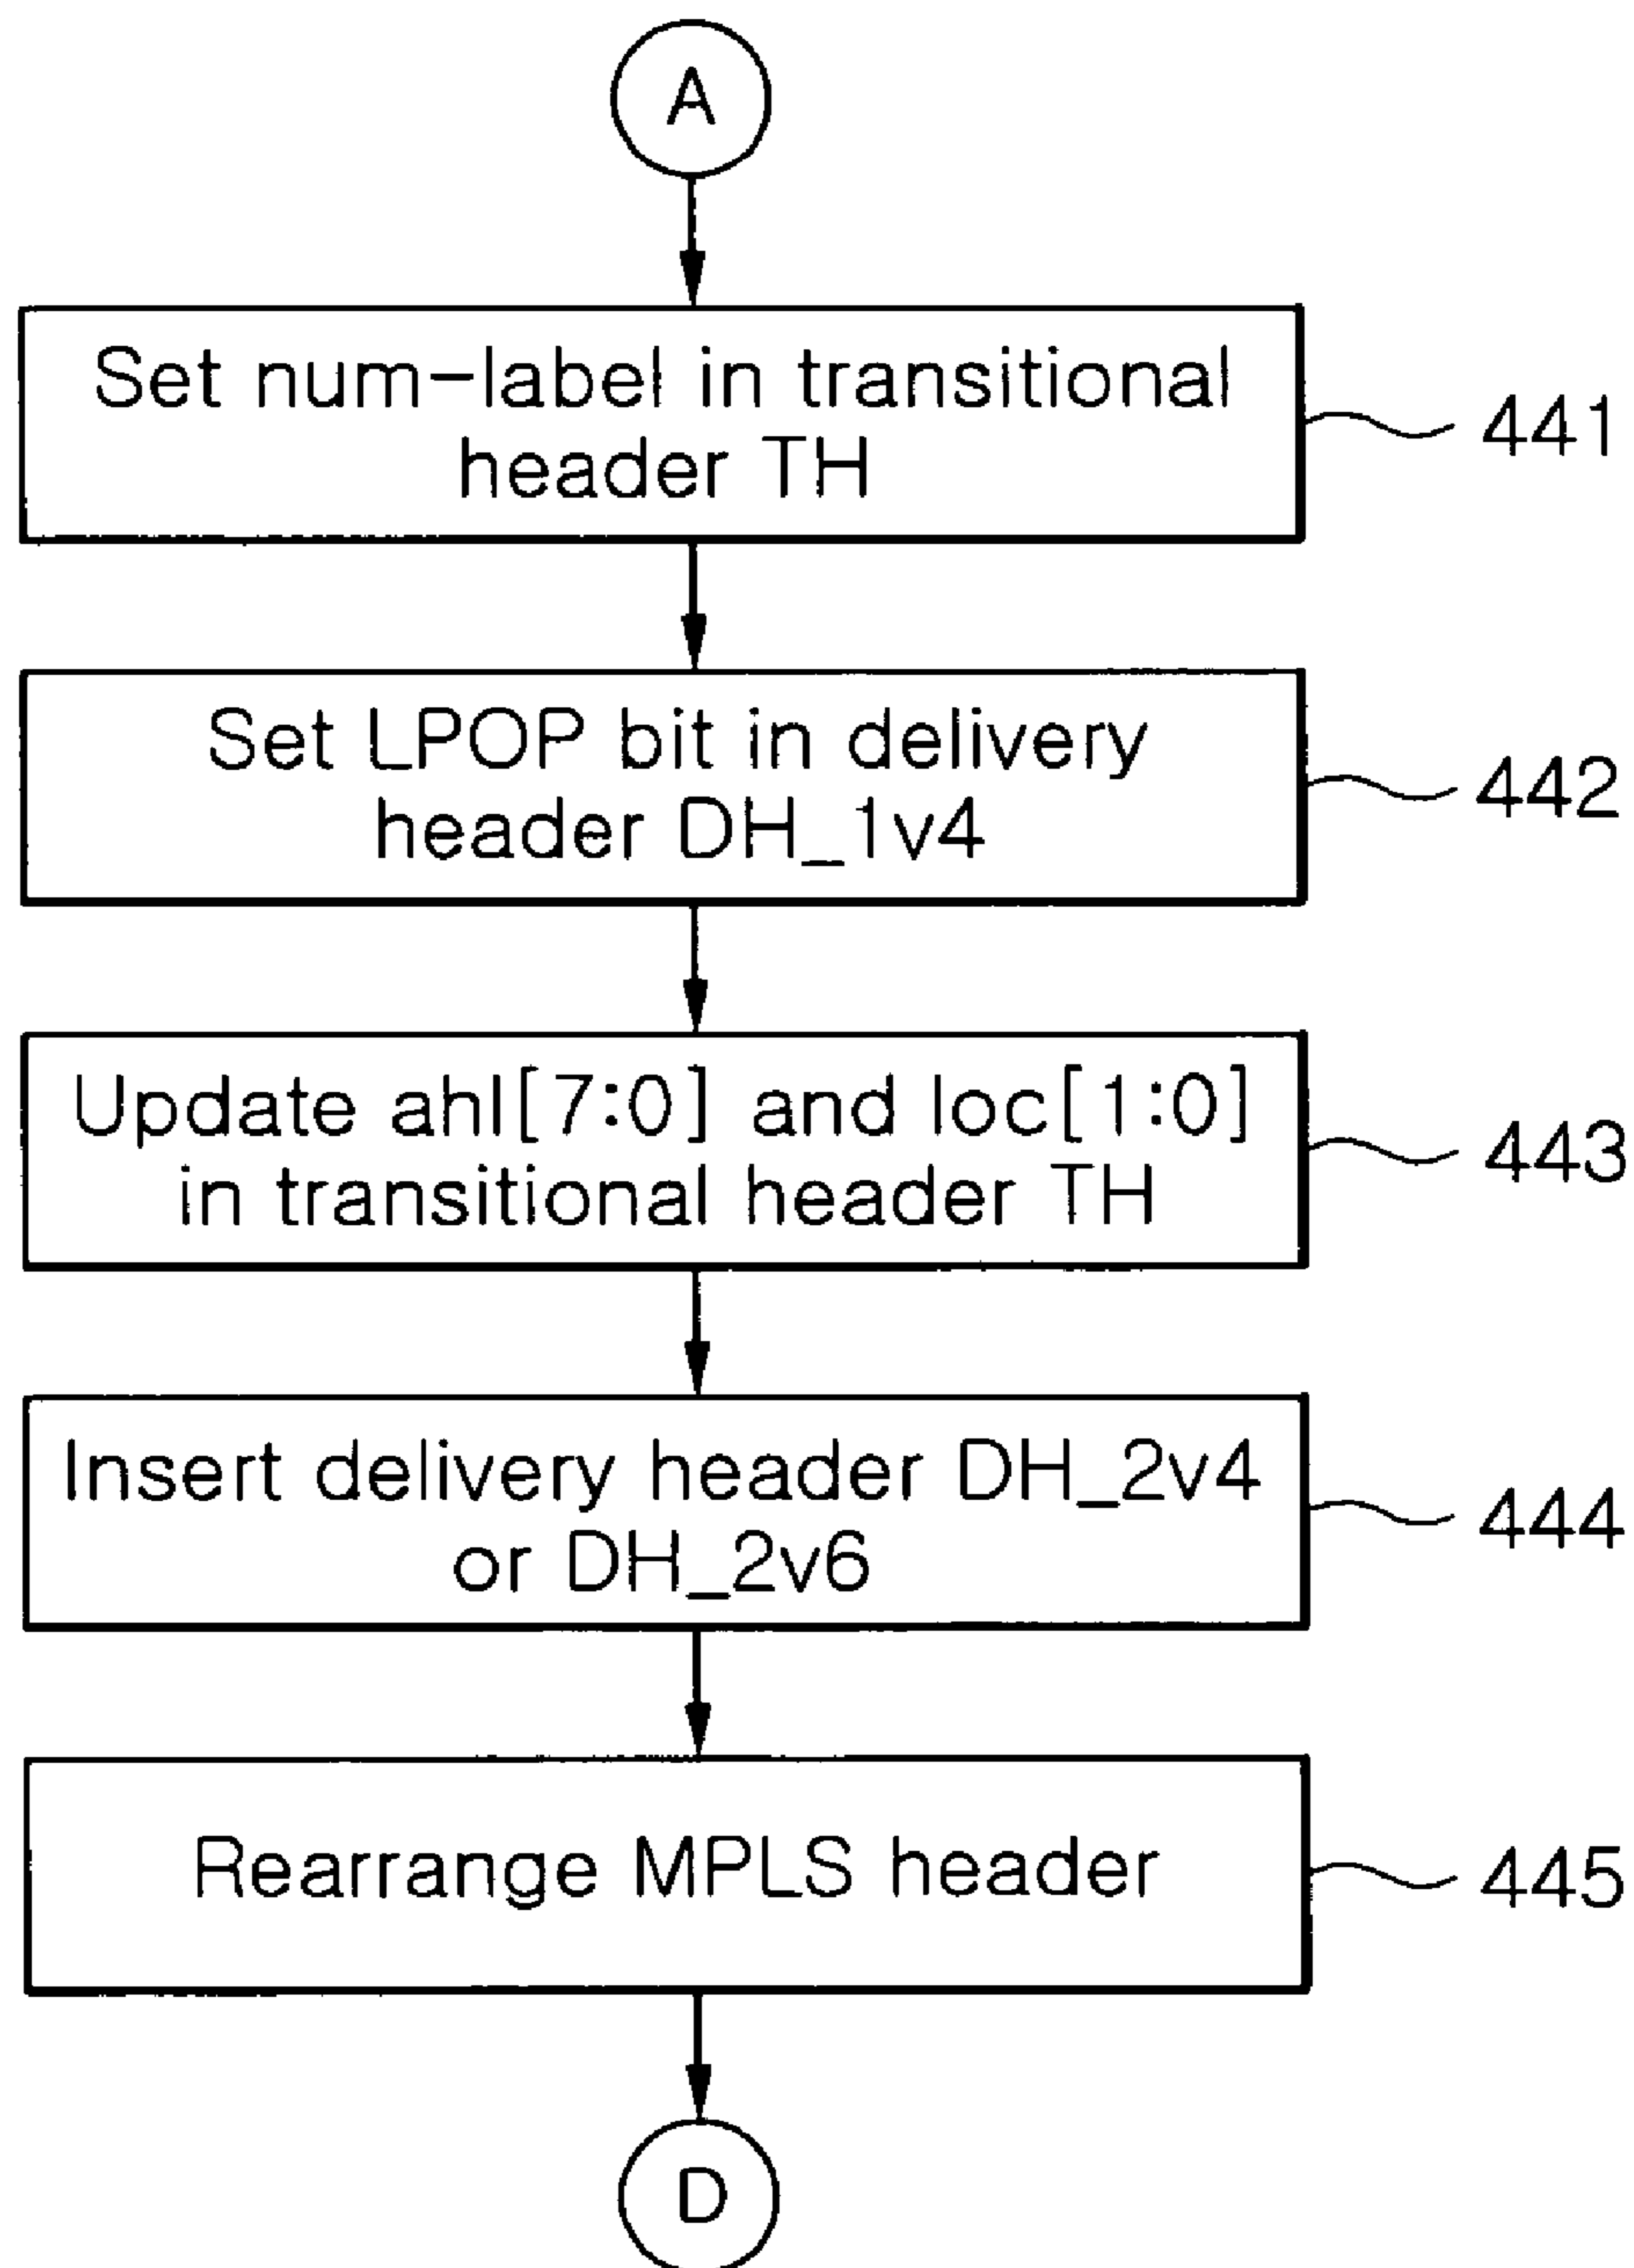 A
Set num-label in transitional
header TH
441
Set LPOP bit in delivery
header DH_1v4
442
Update ahl[7:0] and loc[1:0]
in transitional header TH
443
Insert delivery header DH_2v4
or DH_2v6
444
Rearrange MPLS header
445
D